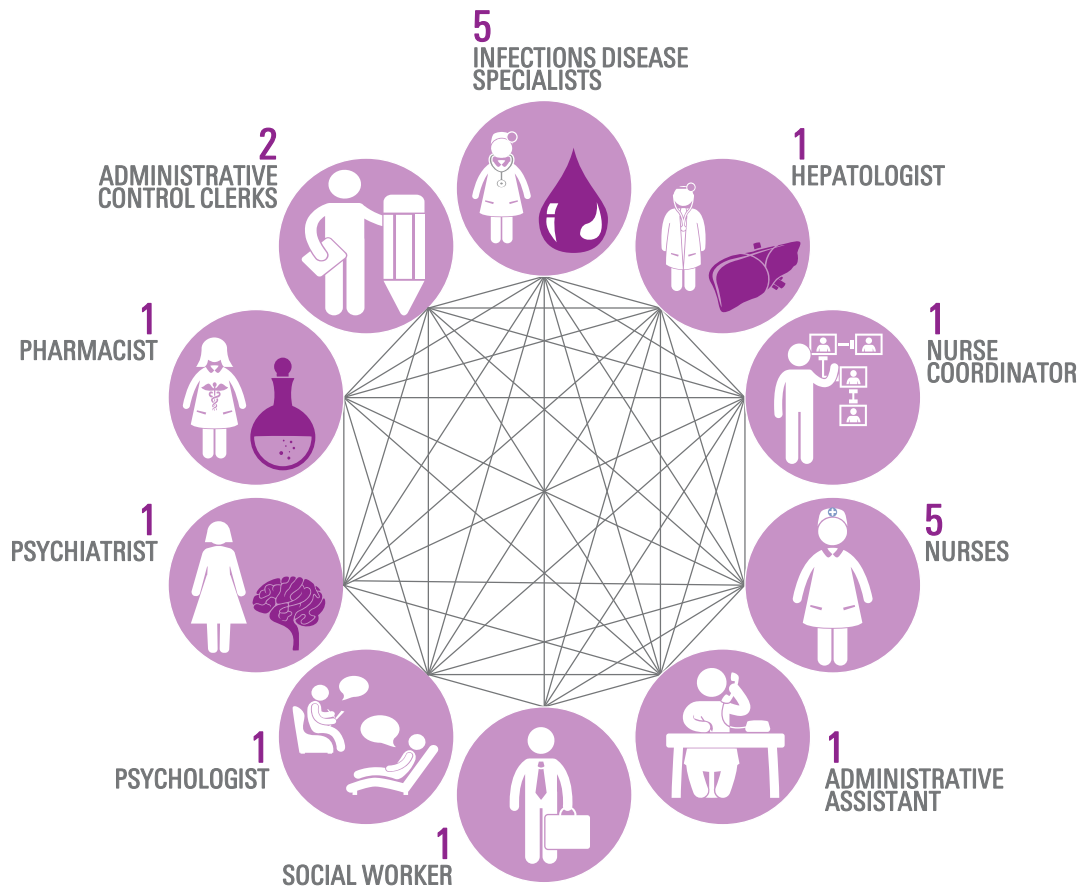 5
INFECTIONS DISEASE
SPECIALISTS
1
HEPATOLOGIST
1
NURSE
COORDINATOR
5
NURSES
1
ADMINISTRATIVE
ASSISTANT
1
SOCIAL WORKER
1
PSYCHOLOGIST
1
PSYCHIATRIST
1
PHARMACIST
2
ADMINISTRATIVE
CONTROL CLERKS